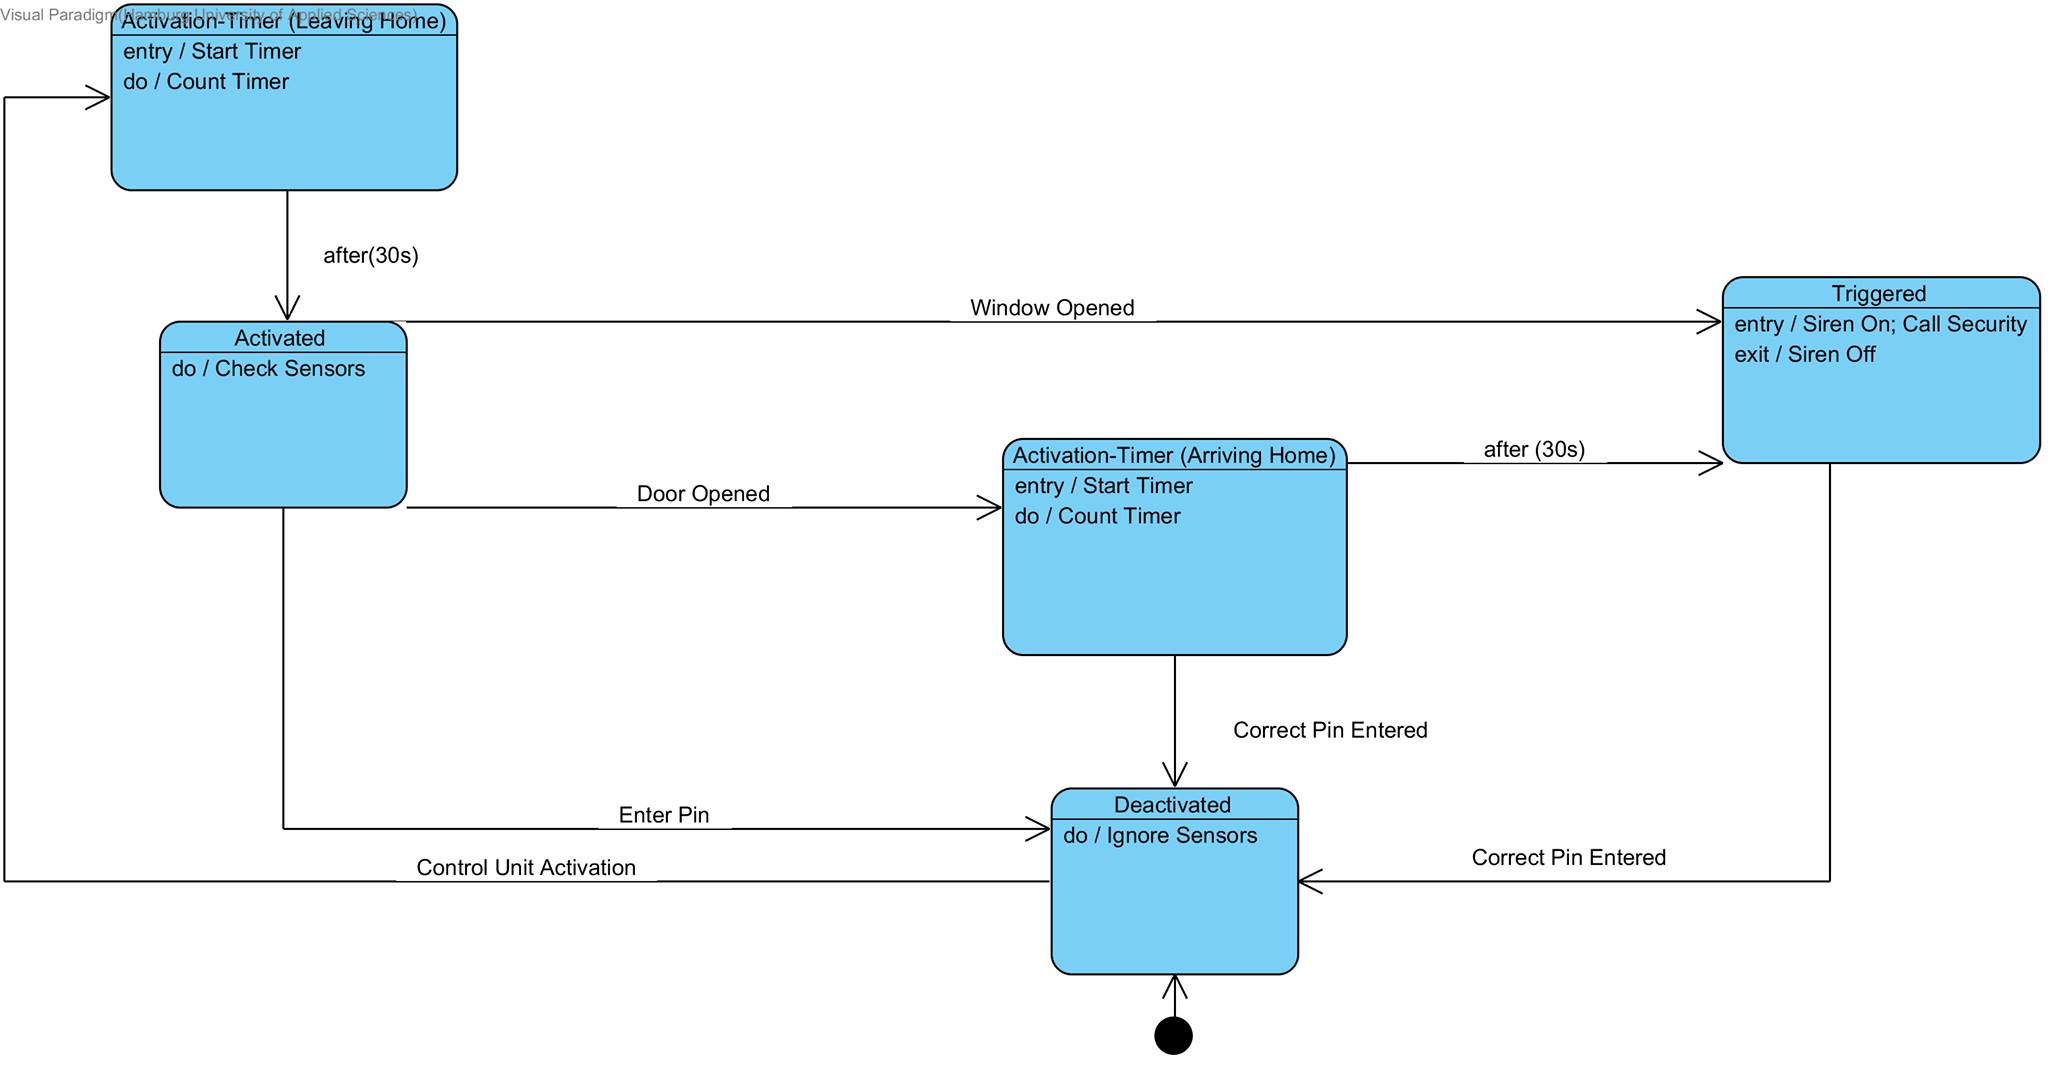 Visual Paradigm(Hamburg University of Applied Sciences)
Activation-Timer (Leaving Home)
entry / Start Timer
do / Count Timer
after(30s)
Window Opened
Triggered
entry / Siren On; Call Security
exit / Siren Off
Activated
do / Check Sensors
Door Opened
Activation-Timer (Arriving Home)
entry / Start Timer
do / Count Timer
after (30s)
Correct Pin Entered
Enter Pin
Control Unit Activation
Deactivated
do / Ignore Sensors
Correct Pin Entered